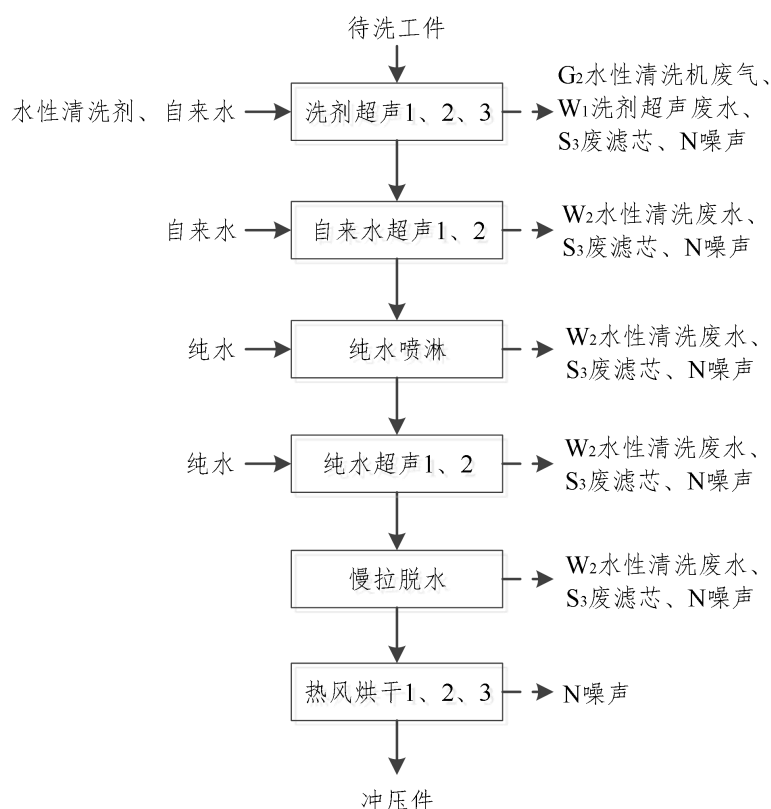 待洗工件
水性清洗剂、自来水
洗剂超声1、2、3
G2水性清洗机废气、
W1洗剂超声废水、
S3废滤芯、N噪声
自来水
自来水超声1、2
W2水性清洗废水、
S3废滤芯、N噪声
纯水
纯水喷淋
W2水性清洗废水、
S3废滤芯、N噪声
纯水
纯水超声1、2
W2水性清洗废水、
S3废滤芯、N噪声
慢拉脱水
W2水性清洗废水、
S3废滤芯、N噪声
热风烘干1、2、3
N噪声
冲压件